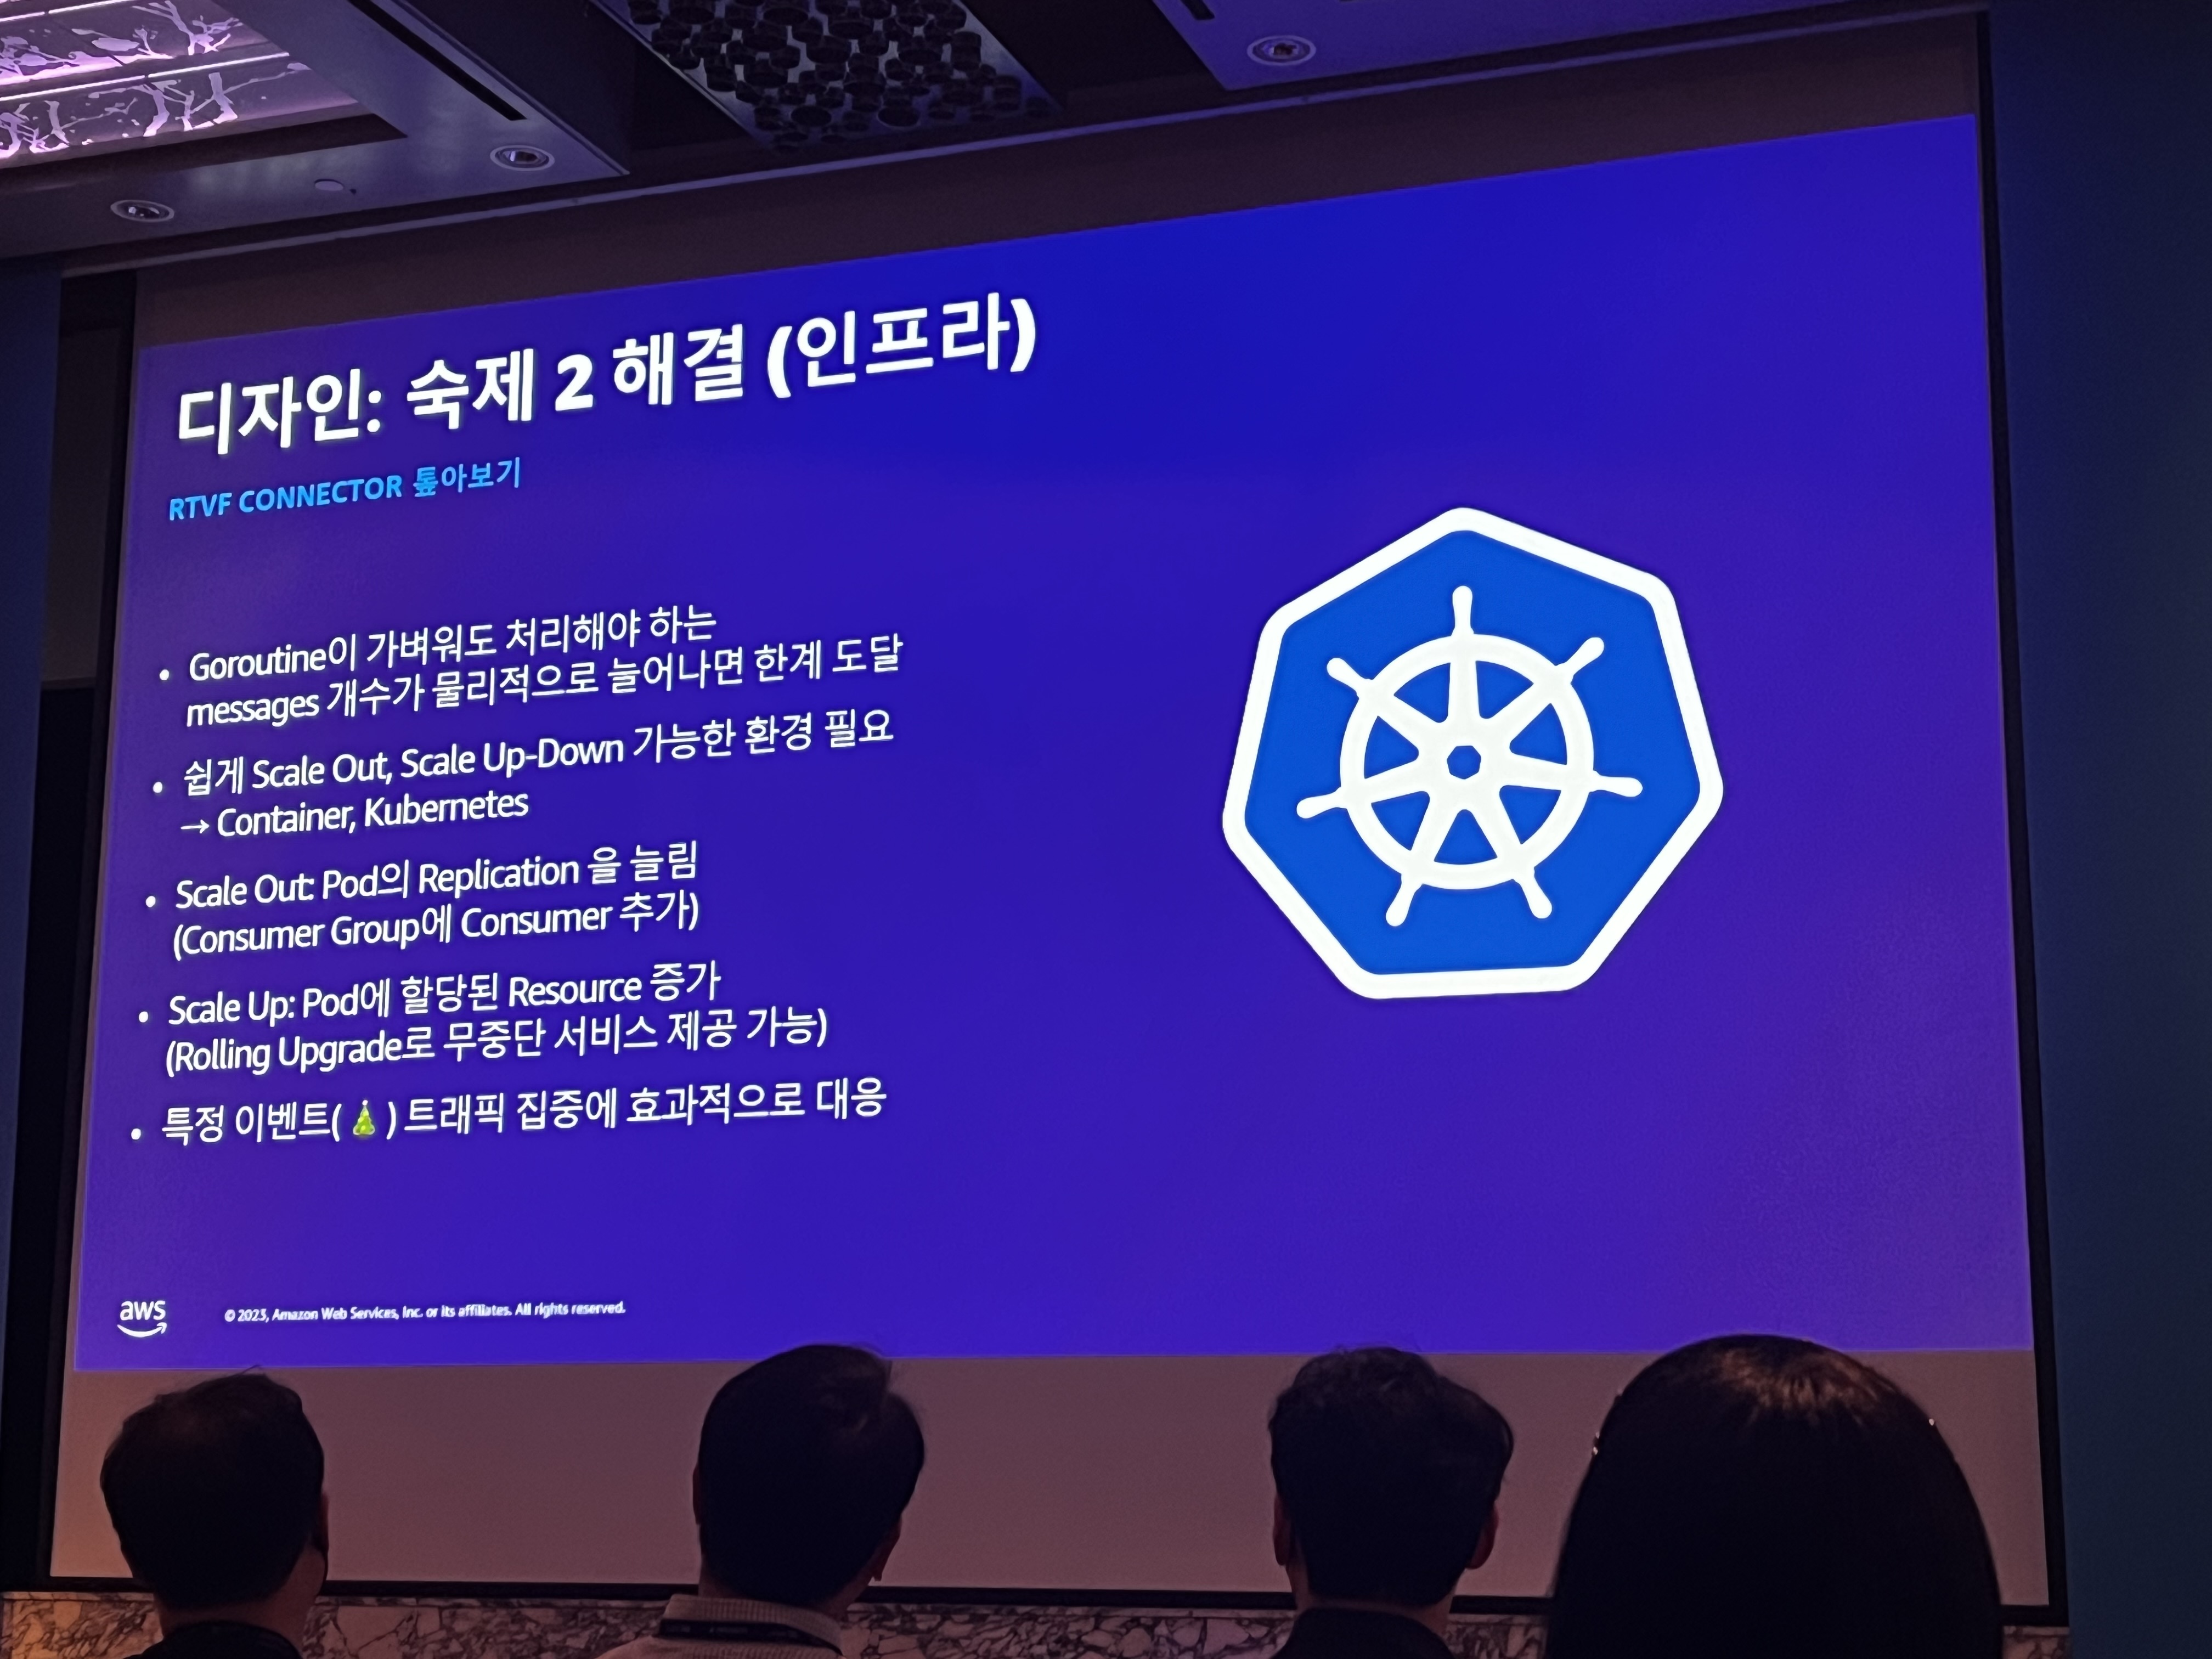 디자인: 숙제 2 해결 (인프라)
RTVF CONNECTOR 톺아보기
• Goroutine이 가벼워도 처리해야 하는
messages 개수가 물리적으로 늘어나면 한계 도달
• 쉽게 Scale Out, Scale Up-Down 가능한 환경 필요
→ Container, Kubernetes
• Scale Out: Pod의 Replication 을 늘림
(Consumer Group에 Consumer 추가)
• Scale Up: Pod에 할당된 Resource 증가
(Rolling Upgrade로 무중단 서비스 제공 가능)
• 특정 이벤트(🎄) 트래픽 집중에 효과적으로 대응
aws
© 2023, Amazon Web Services, Inc. or its affiliates. All rights reserved.